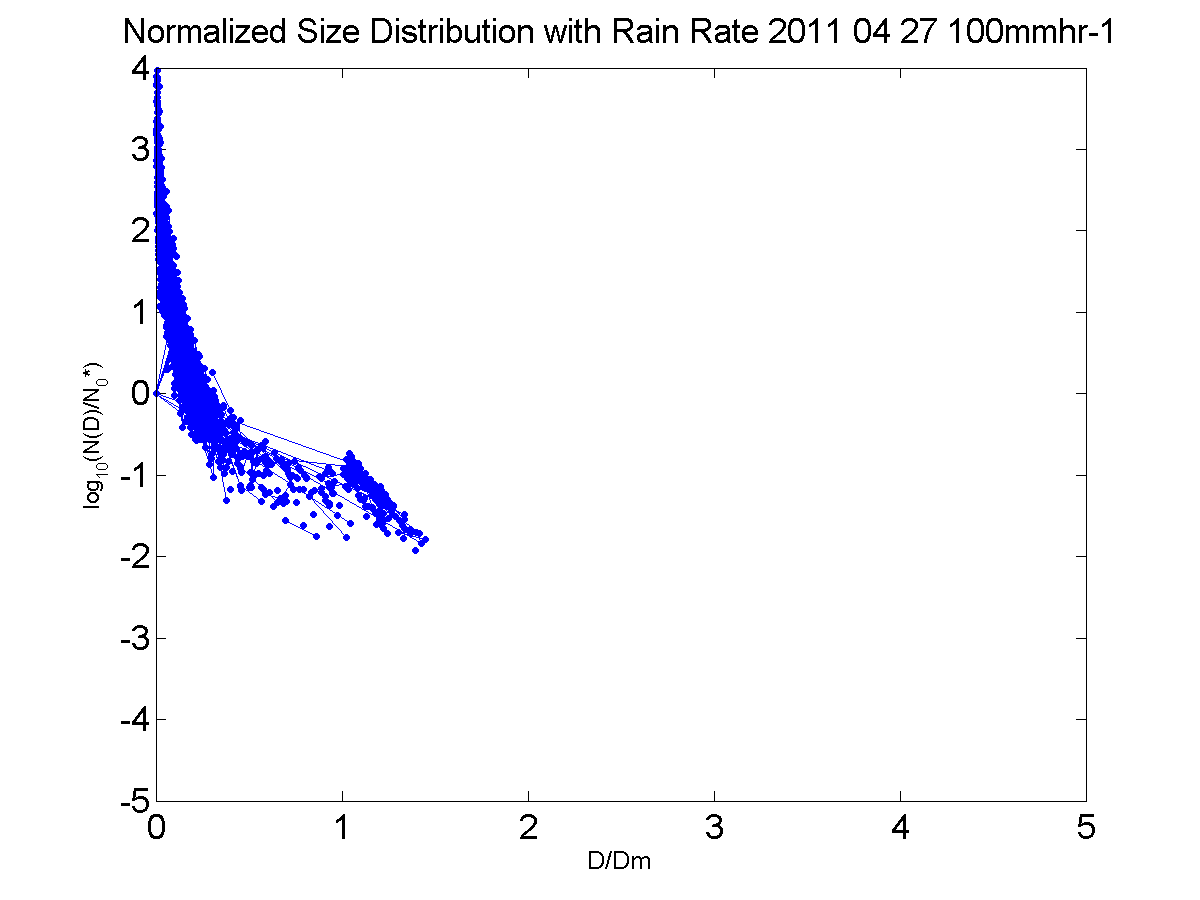 Normalized Size Distribution with Rain Rate 2011 04 27 100mmhr-1
4
3
2
1
0
-1
-2
-3
-4
-5
log10(N(D)/N0*)
0 1 2 3 4 5
D/Dm